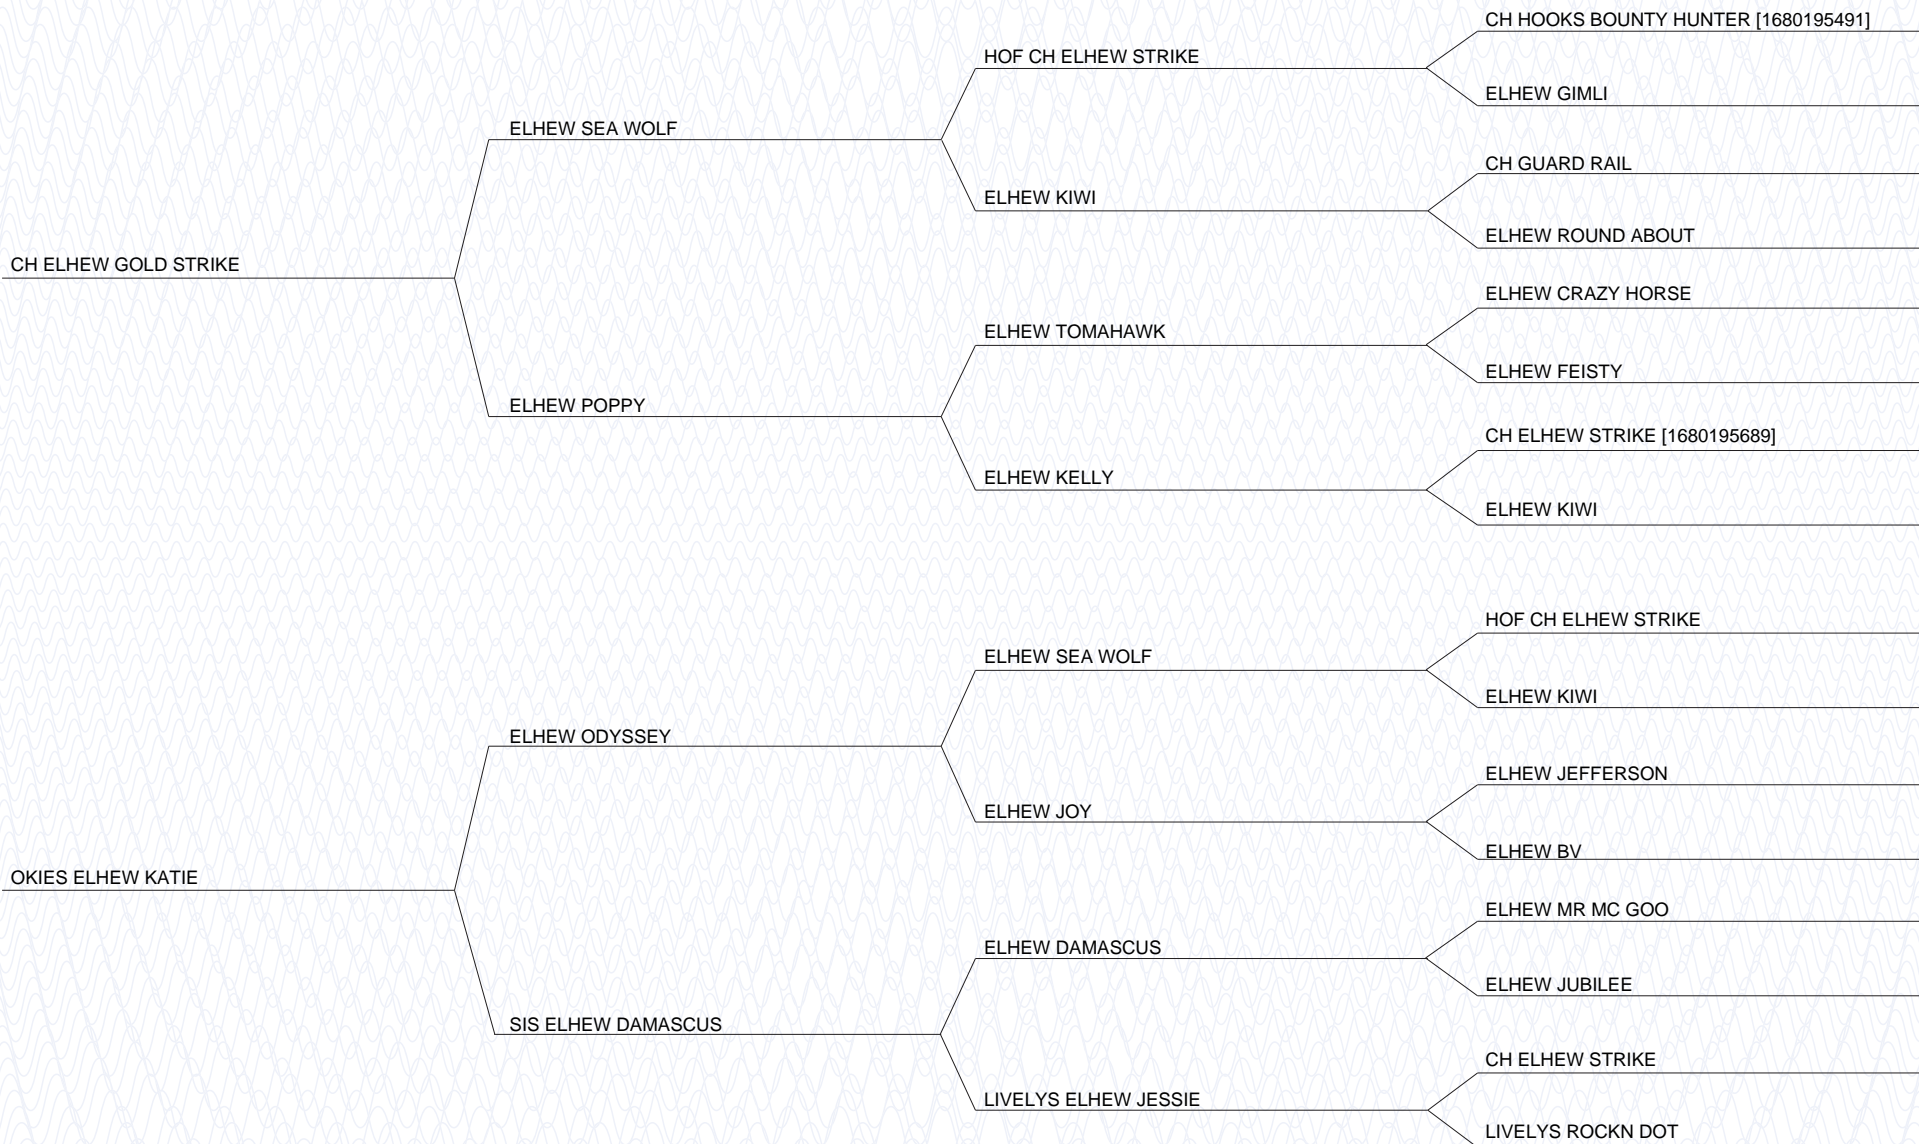 CH HOOKS BOUNTY HUNTER [1680195491]
HOF CH ELHEW STRIKE
ELHEW GIMLI
ELHEW SEA WOLF
CH GUARD RAIL
ELHEW KIWI
ELHEW ROUND ABOUT
CH ELHEW GOLD STRIKE
ELHEW CRAZY HORSE
ELHEW TOMAHAWK
ELHEW FEISTY
ELHEW POPPY
CH ELHEW STRIKE [1680195689]
ELHEW KELLY
ELHEW KIWI
HOF CH ELHEW STRIKE
ELHEW SEA WOLF
ELHEW KIWI
ELHEW ODYSSEY
ELHEW JEFFERSON
ELHEW JOY
ELHEW BV
OKIES ELHEW KATIE
ELHEW MR MC GOO
ELHEW DAMASCUS
ELHEW JUBILEE
SIS ELHEW DAMASCUS
CH ELHEW STRIKE
LIVELYS ELHEW JESSIE
LIVELYS ROCKN DOT